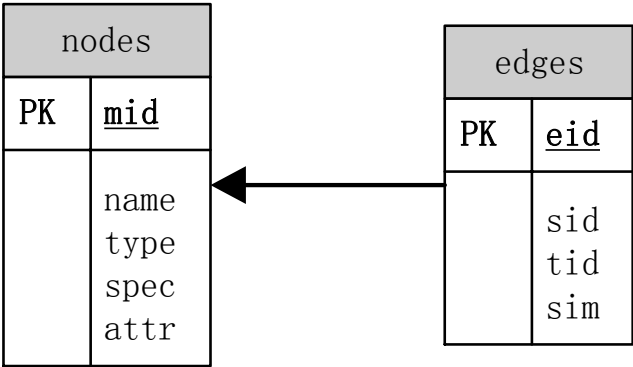 nodes
PK mid
name
type
spec
attr
edges
PK eid
sid
tid
sim